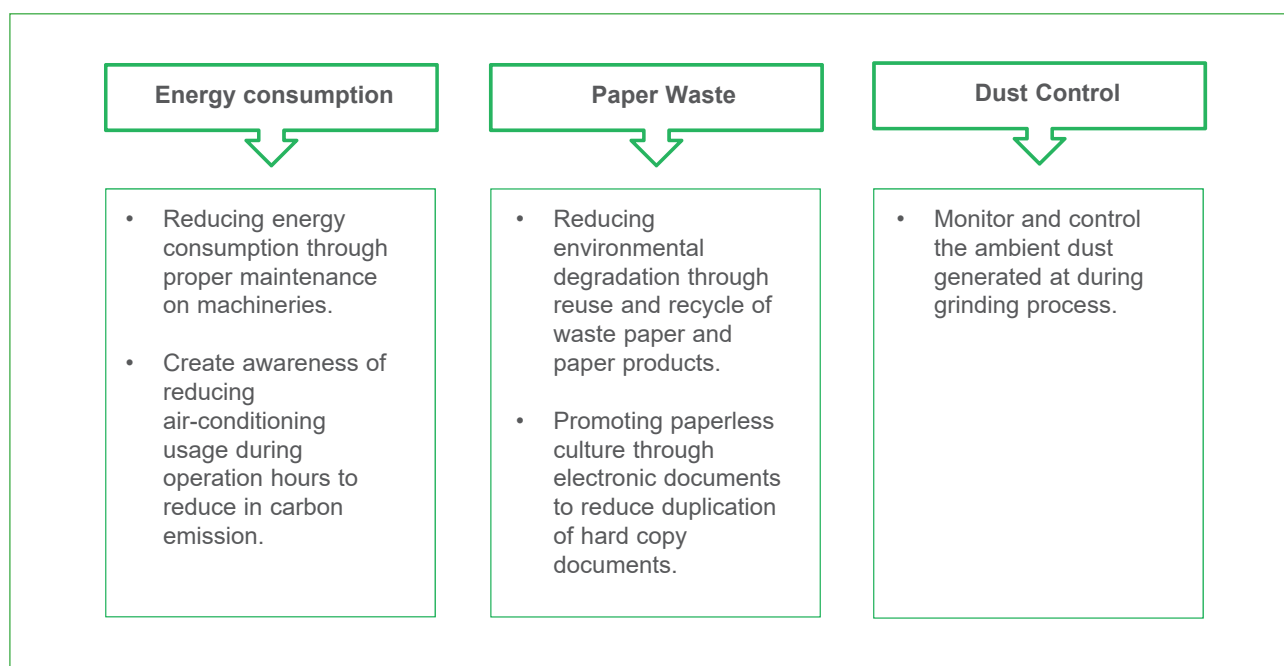 Energy consumption
• Reducing energy
consumption through
proper maintenance
on machineries.
• Create awareness of
reducing
air-conditioning
usage during
operation hours to
reduce in carbon
emission.
Paper Waste
• Reducing
environmental
degradation through
reuse and recycle of
waste paper and
paper products.
• Promoting paperless
culture through
electronic documents
to reduce duplication
of hard copy
documents.
Dust Control
• Monitor and control
the ambient dust
generated at during
grinding process.